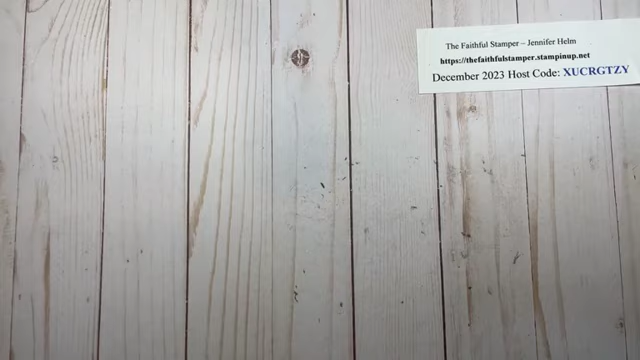 The Faithful Stamper – Jennifer Helm
https://thefaithfulstamper.stampinup.net
December 2023 Host Code: XUCRGTZY